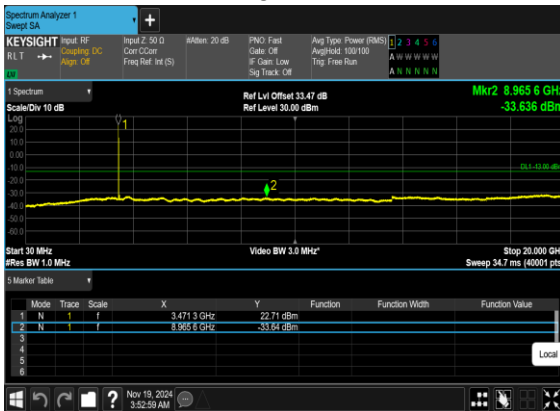 Spectrum Analyzer 1
Swept SA
+
KEYSIGHT Input: RF Input Z: 50 Ω #Atten: 20 dB PNO: Fast Avg Type: Power (RMS) 1 2 3 4 5 6
R L T Coupling: DC Corr CCorr Gate: Off Avg|Hold: 100/100 A W W W W W
Align: Off Freq Ref: Int (S) IF Gain: Low Trig: Free Run
Sig Track: Off A N N N N N
1 Spectrum
Scale/Div 10 dB
Ref Lvl Offset 33.47 dB
Ref Level 30.00 dBm
Mkr2 8.965 6 GHz
-33.636 dBm
Log
20.0
10.0
0.00
-10.0
-20.0
-30.0
-40.0
-50.0
-60.0
1
2
DL1 -13.00 dBm
Start 30 MHz
#Res BW 1.0 MHz
Video BW 3.0 MHz*
Stop 20.000 GH
Sweep 34.7 ms (40001 pts
5 Marker Table
Mode Trace Scale X Y Function Function Width Function Value
1 N 1 f 3.471 3 GHz 22.71 dBm
2 N 1 f 8.965 6 GHz -33.64 dBm
3
4
5
6
Local
?
Nov 19, 2024
3:52:59 AM